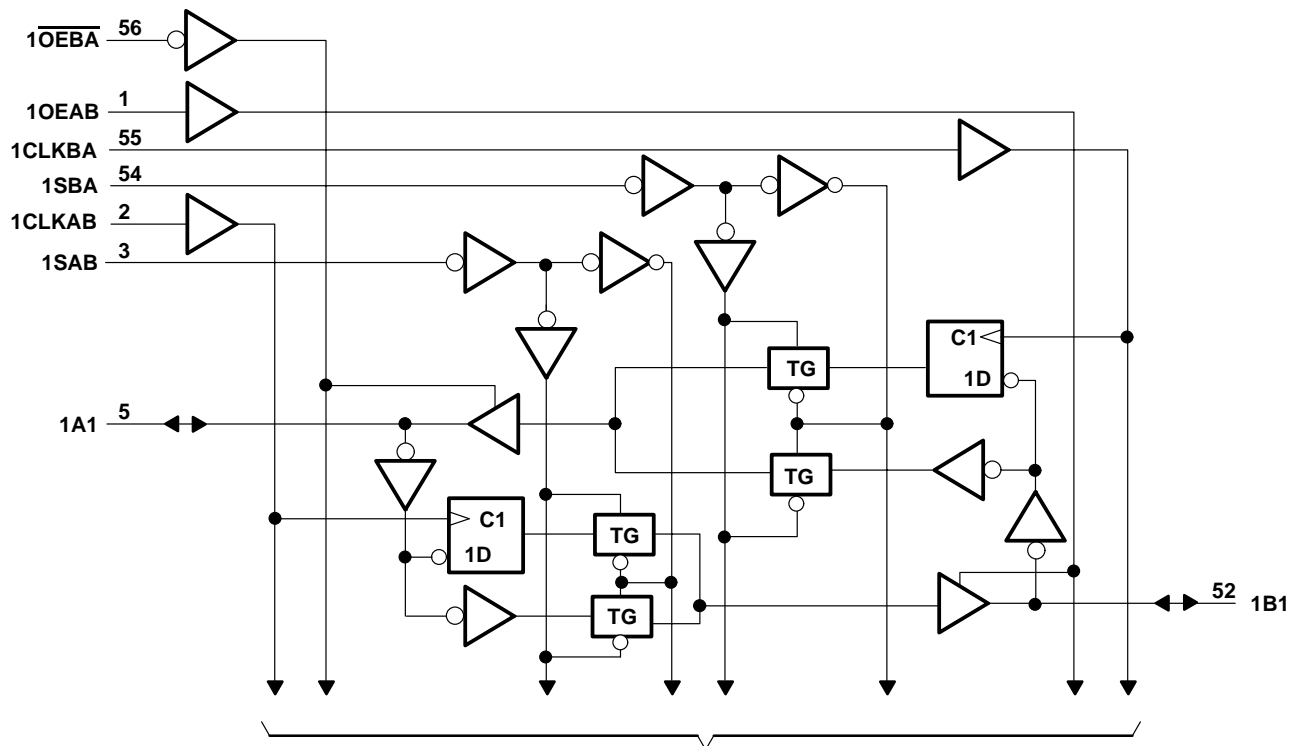 1O̅E̅B̅A̅ 56
1OEAB 1
1CLKBA 55
1SBA 54
1CLKAB 2
1SAB 3
C1
TG
1D
1A1 5
TG
C1
TG
1D
TG
52 1B1